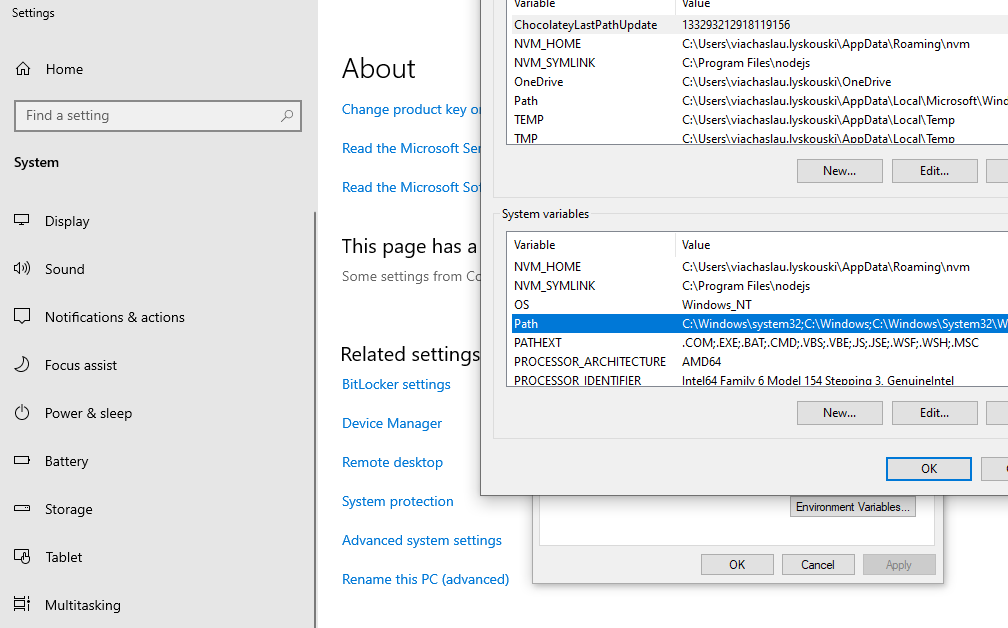 Settings
Home
Find a setting
System
Display
Sound
Notifications & actions
Focus assist
Power & sleep
Battery
Storage
Tablet
Multitasking
About
Change product key
Read the Microsoft
Read the Microsoft
This page has a
Some settings from
Related settings
BitLocker settings
Device Manager
Remote desktop
System protection
Advanced system settings
Rename this PC (advanced)
Variable Value
ChocolateyLastPathUpdate 133293212918119156
NVM_HOME C:\Users\viachaslau.lyskouski\AppData\Roaming\nvm
NVM_SYMLINK C:\Program Files\nodejs
OneDrive C:\Users\viachaslau.lyskouski\OneDrive
Path C:\Users\viachaslau.lyskouski\AppData\Local\Microsoft\Wind
TEMP C:\Users\viachaslau.lyskouski\AppData\Local\Temp
TMP C:\Users\viachaslau.lyskouski\AppData\Local\Temp
New... Edit...
System variables
Variable Value
NVM_HOME C:\Users\viachaslau.lyskouski\AppData\Roaming\nvm
NVM_SYMLINK C:\Program Files\nodejs
OS Windows_NT
Path C:\Windows\system32;C:\Windows;C:\Windows\System32\W
PATHEXT .COM;.EXE;.BAT;.CMD;.VBS;.VBE;.JS;.JSE;.WSF;.WSH;.MSC
PROCESSOR_ARCHITECTURE AMD64
PROCESSOR_IDENTIFIER Intel64 Family 6 Model 154 Stepping 3, GenuineIntel
New... Edit...
OK
Environment Variables...
OK Cancel Apply